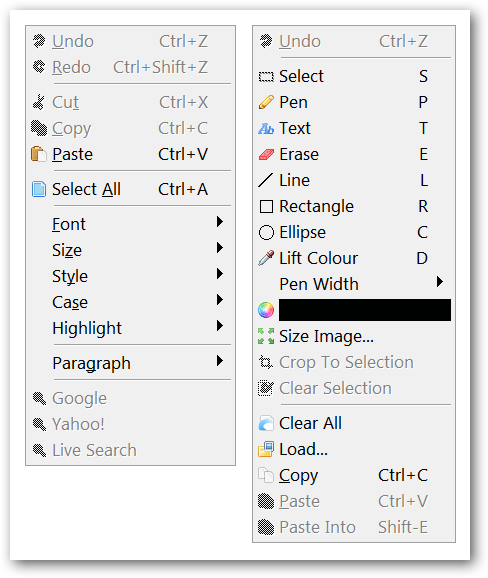 Undo Ctrl+Z
Redo Ctrl+Shift+Z
Cut Ctrl+X
Copy Ctrl+C
Paste Ctrl+V
Select All Ctrl+A
Font
Size
Style
Case
Highlight
Paragraph
Google
Yahoo!
Live Search
Undo Ctrl+Z
Select S
Pen P
Text T
Erase E
Line L
Rectangle R
Ellipse C
Lift Colour D
Pen Width
Size Image...
Crop To Selection
Clear Selection
Clear All
Load...
Copy Ctrl+C
Paste Ctrl+V
Paste Into Shift-E